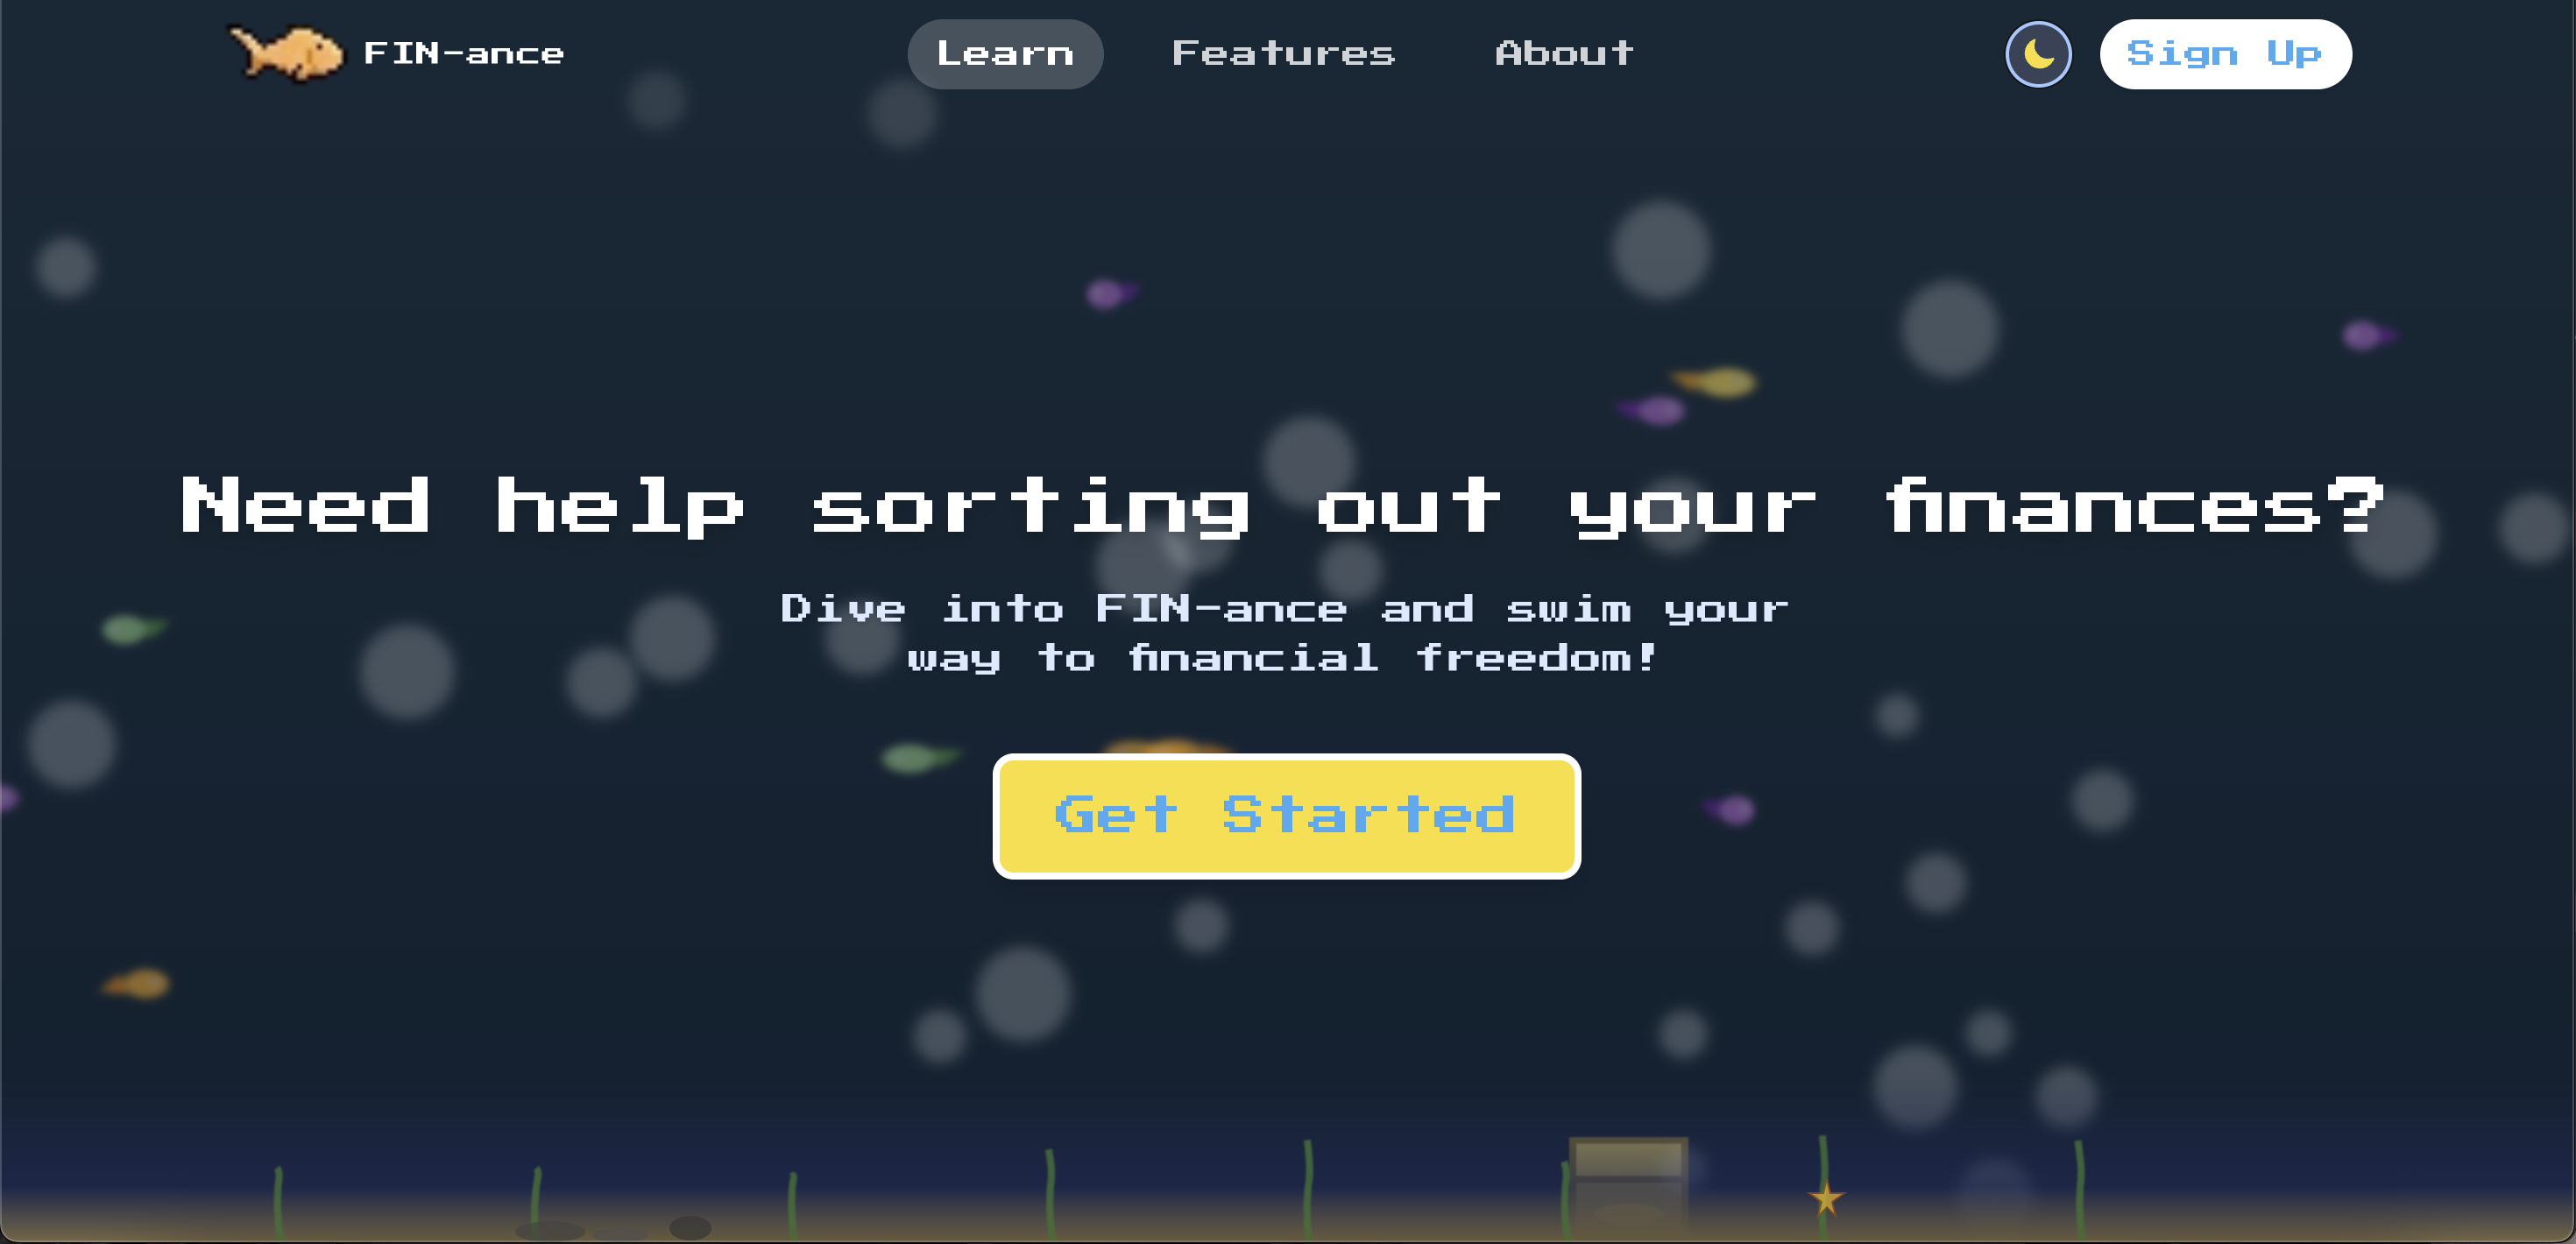 FIN-ance
Learn
Features
About
Sign Up
Need help sorting out your finances?
Dive into FIN-ance and swim your
way to financial freedom!
Get Started